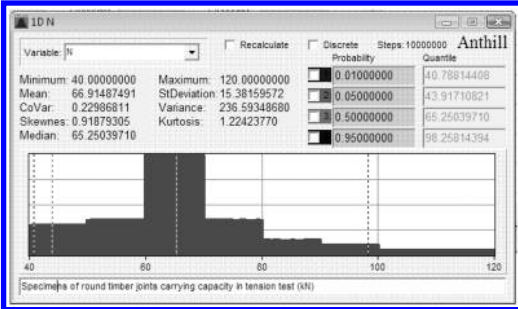 1D N
Variable: N Recalculate Discrete Steps:10000000 Anthill
Probability Quantile
Minimum: 40.00000000 Maximum: 120.00000000 1 0.01000000 40.78814408
Mean: 66.91487491 StDeviation: 15.38159572 2 0.05000000 43.91710821
CoVar: 0.22986811 Variance: 236.59348680 3 0.50000000 65.25039710
Skewnes: 0.91879305 Kurtosis: 1.22423770 0.95000000 98.25814394
Median: 65.25039710
40 60 80 100 120
Specimens of round timber joints carrying capacity in tension test (kN)